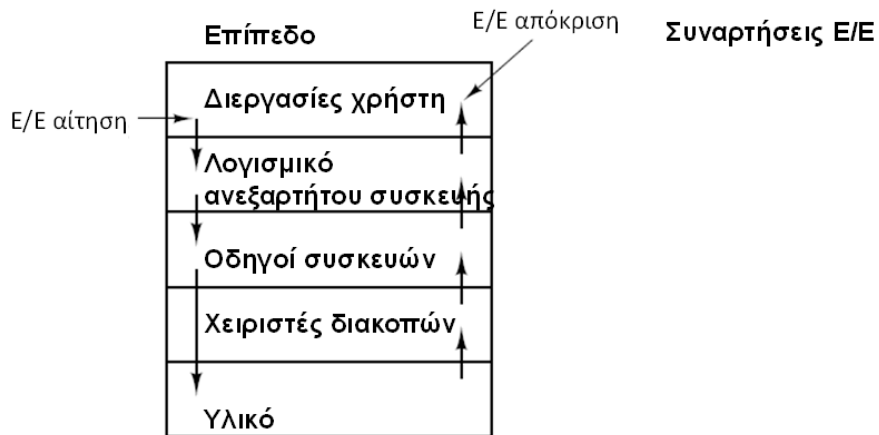 Επίπεδο
Ε/Ε απόκριση
Συναρτήσεις Ε/Ε
Διεργασίες χρήστη
Ε/Ε αίτηση
Λογισμικό
ανεξαρτήτου συσκευής
Οδηγοί συσκευών
Χειριστές διακοπών
Υλικό